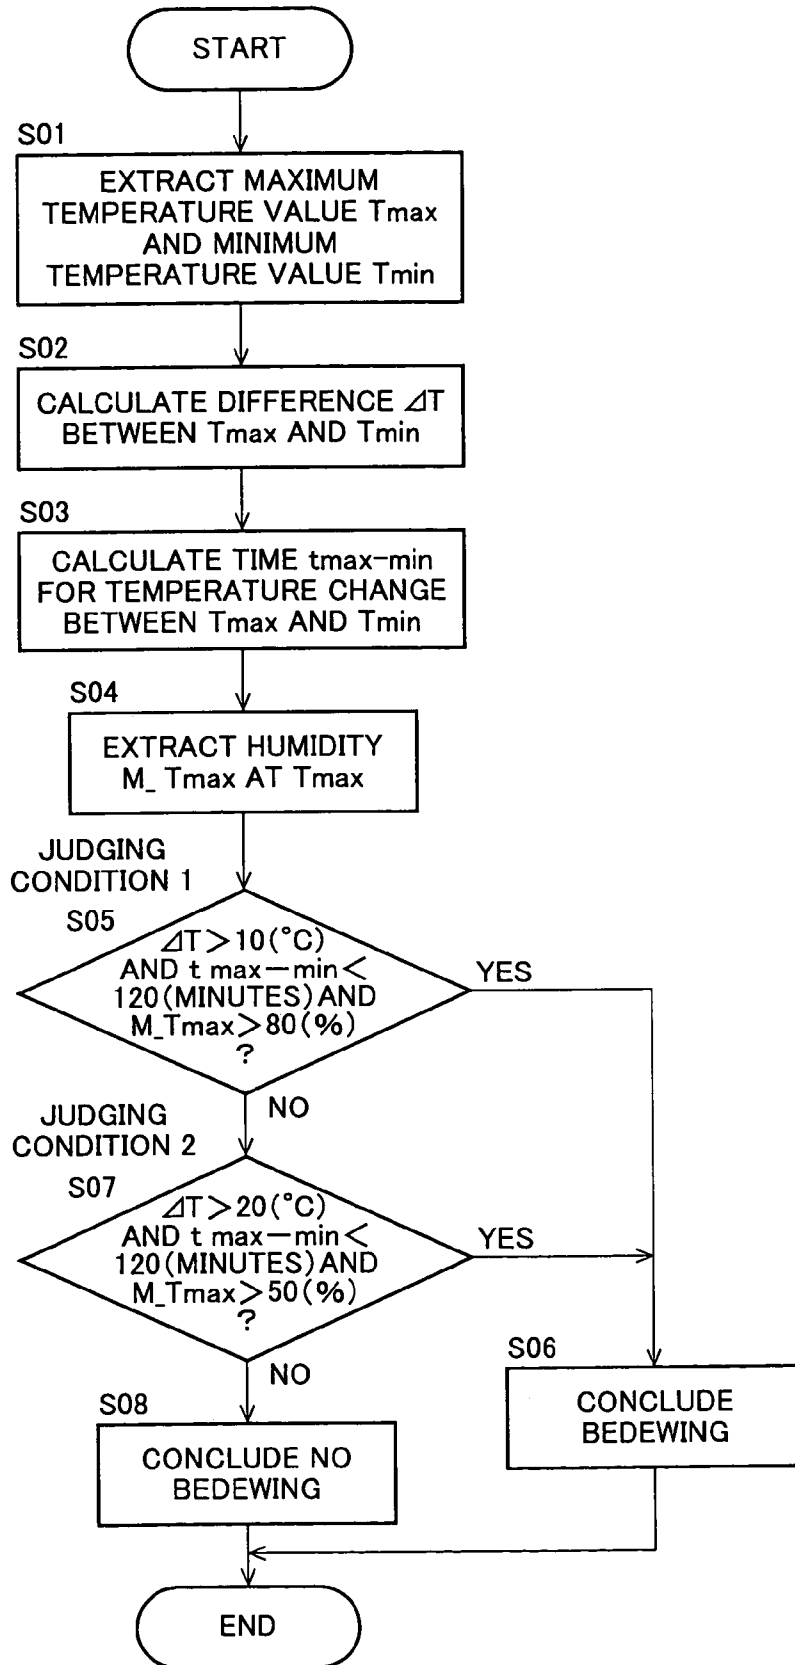 START
S01
EXTRACT MAXIMUM
TEMPERATURE VALUE Tmax
AND MINIMUM
TEMPERATURE VALUE Tmin
S02
CALCULATE DIFFERENCE ⊿T
BETWEEN Tmax AND Tmin
S03
CALCULATE TIME tmax-min
FOR TEMPERATURE CHANGE
BETWEEN Tmax AND Tmin
S04
EXTRACT HUMIDITY
M_ Tmax AT Tmax
JUDGING
CONDITION 1
S05
⊿T>10(°C)
AND t max-min<
120(MINUTES)AND
M_Tmax>80(%)
?
YES
NO
JUDGING
CONDITION 2
S07
⊿T>20(°C)
AND t max-min<
120(MINUTES)AND
M_Tmax>50(%)
?
YES
NO
S06
CONCLUDE
BEDEWING
S08
CONCLUDE NO
BEDEWING
END